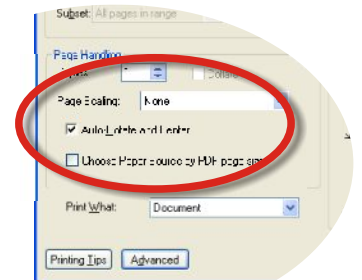 Subset: All pages in range
Page Handling
Collate
Page Scaling: None
Auto-Rotate and Center
Choose Paper Source by PDF page size
Print What: Document
Printing Tips Advanced